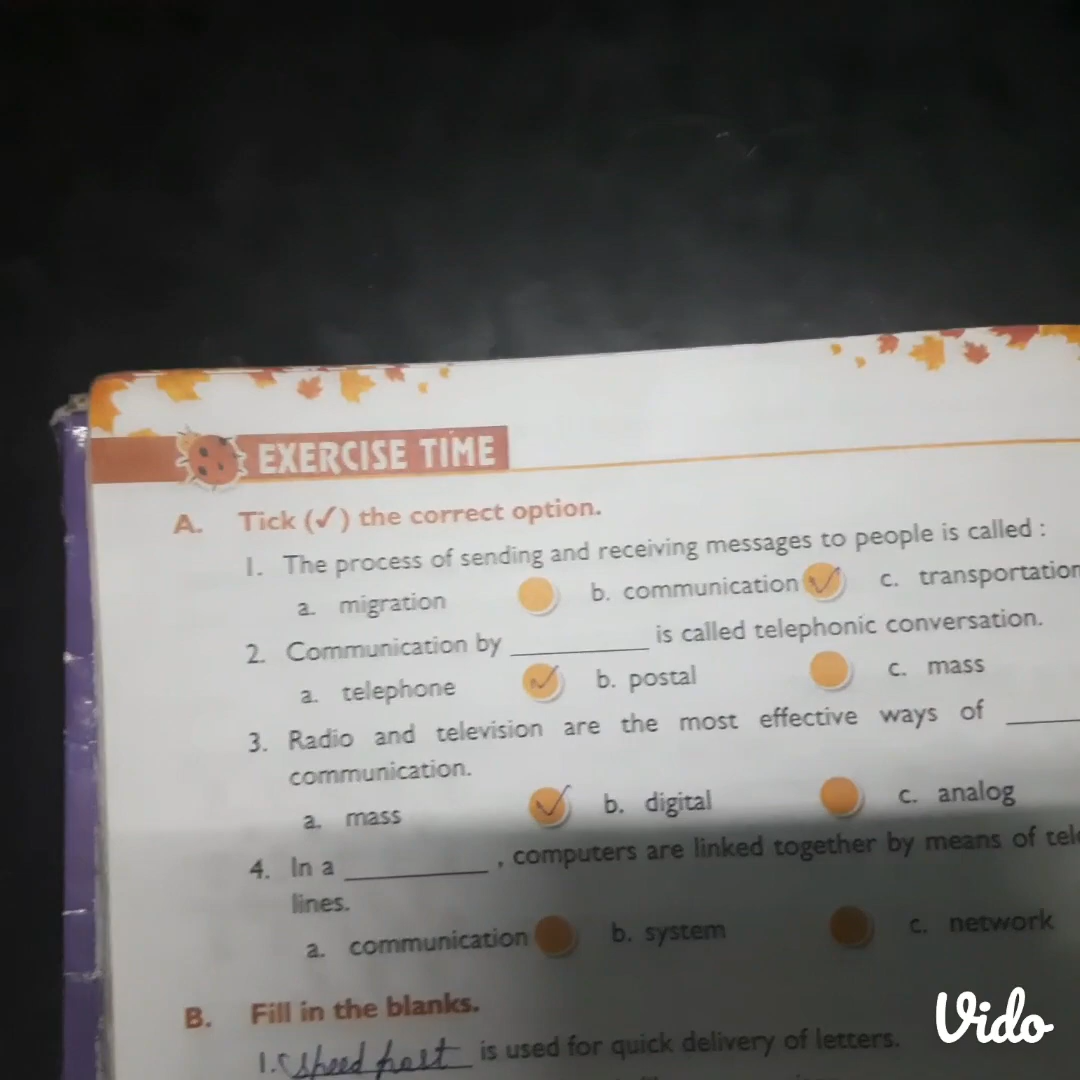 EXERCISE TIME
A. Tick (✓) the correct option.
1. The process of sending and receiving messages to people is called :
a. migration b. communication ✓ c. transportation
2. Communication by __________ is called telephonic conversation.
a. telephone ✓ b. postal c. mass
3. Radio and television are the most effective ways of ______
communication.
a. mass ✓ b. digital c. analog
4. In a __________ , computers are linked together by means of
lines.
a. communication b. system c. network
B. Fill in the blanks.
1. Speed post is used for quick delivery of letters.
Vido